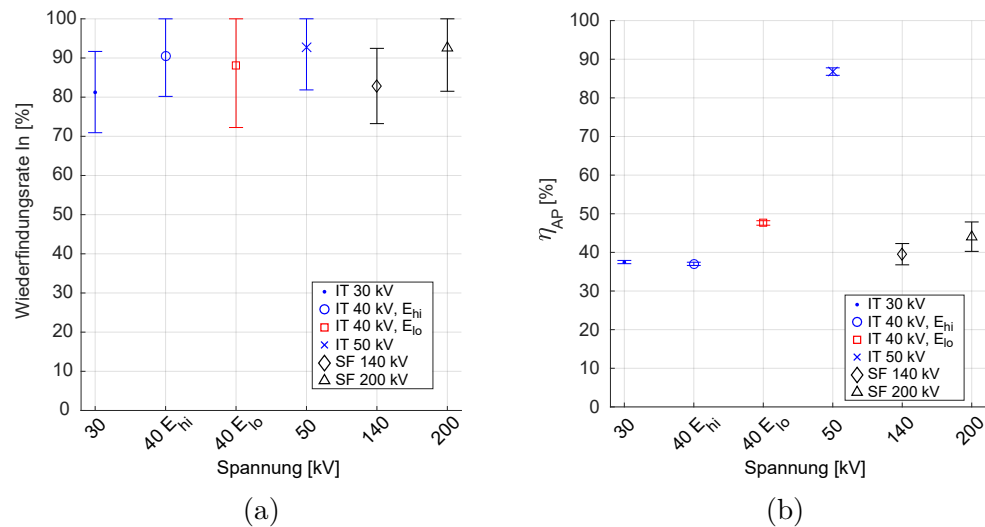 Wiederfindungsrate In [%]
100
90
80
70
60
50
40
30
20
10
0
30
40 E_hi
40 E_lo
50
140
200
Spannung [kV]
IT 30 kV
IT 40 kV, E_hi
IT 40 kV, E_lo
IT 50 kV
SF 140 kV
SF 200 kV
(a)
η_AP [%]
100
90
80
70
60
50
40
30
20
10
0
30
40 E_hi
40 E_lo
50
140
200
Spannung [kV]
IT 30 kV
IT 40 kV, E_hi
IT 40 kV, E_lo
IT 50 kV
SF 140 kV
SF 200 kV
(b)